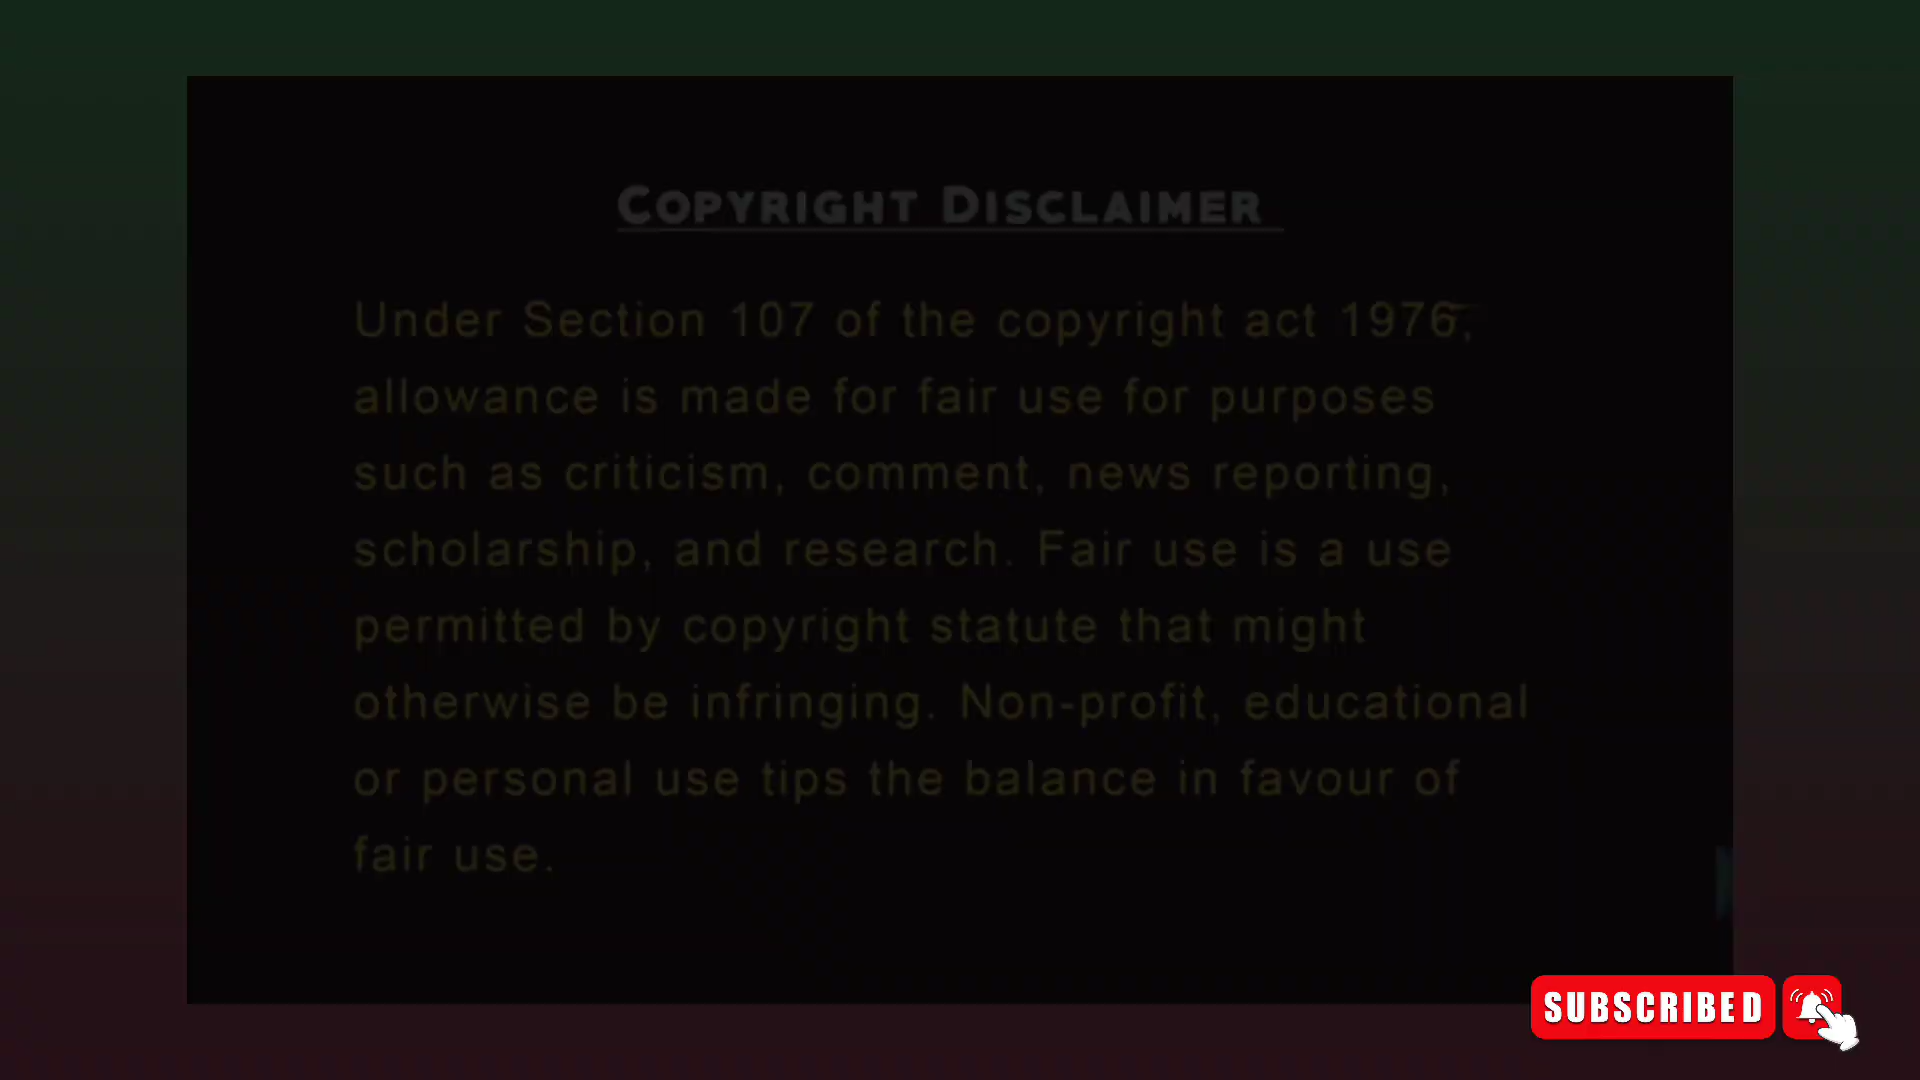 COPYRIGHT DISCLAIMER
Under Section 107 of the copyright act 1976,
allowance is made for fair use for purposes
such as criticism, comment, news reporting,
scholarship, and research. Fair use is a use
permitted by copyright statute that might
otherwise be infringing. Non-profit, educational
or personal use tips the balance in favour of
fair use.
SUBSCRIBED